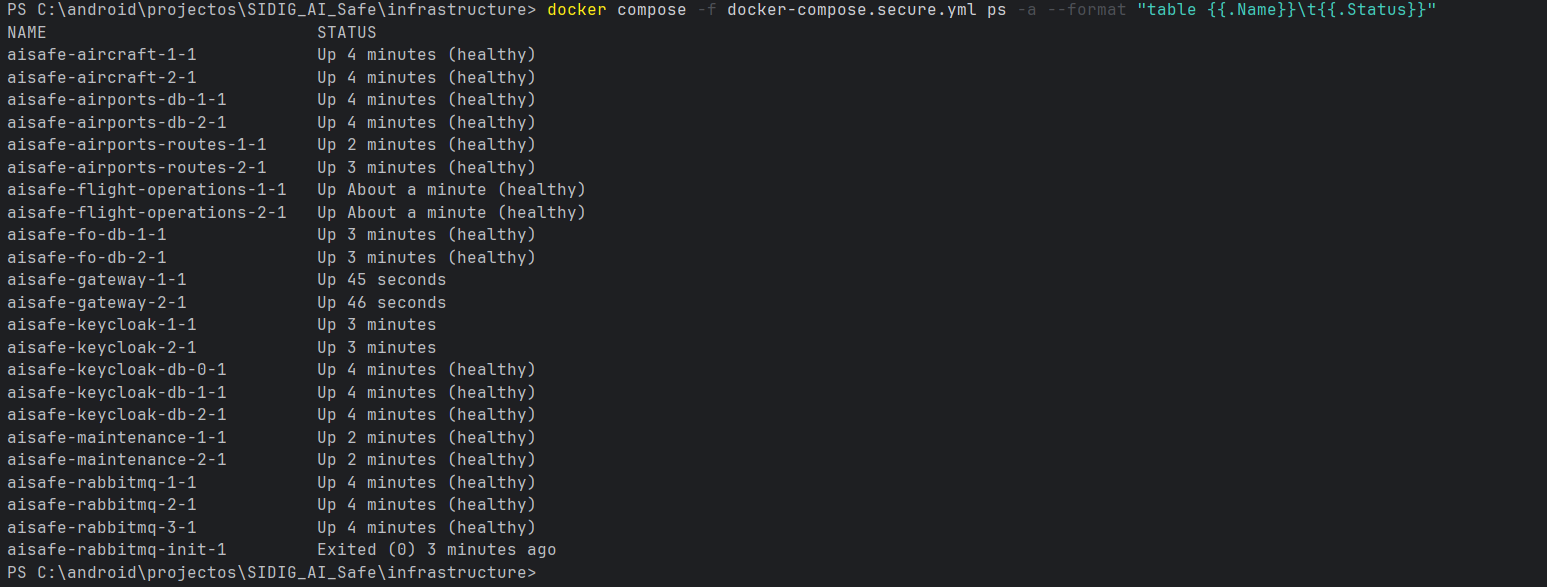 PS C:\android\projectos\SIDIG_AI_Safe\infrastructure> docker compose -f docker-compose.secure.yml ps -a --format "table {{.Name}}\t{{.Status}}"
NAME STATUS
aisafe-aircraft-1-1 Up 4 minutes (healthy)
aisafe-aircraft-2-1 Up 4 minutes (healthy)
aisafe-airports-db-1-1 Up 4 minutes (healthy)
aisafe-airports-db-2-1 Up 4 minutes (healthy)
aisafe-airports-routes-1-1 Up 2 minutes (healthy)
aisafe-airports-routes-2-1 Up 3 minutes (healthy)
aisafe-flight-operations-1-1 Up About a minute (healthy)
aisafe-flight-operations-2-1 Up About a minute (healthy)
aisafe-fo-db-1-1 Up 3 minutes (healthy)
aisafe-fo-db-2-1 Up 3 minutes (healthy)
aisafe-gateway-1-1 Up 45 seconds
aisafe-gateway-2-1 Up 46 seconds
aisafe-keycloak-1-1 Up 3 minutes
aisafe-keycloak-2-1 Up 3 minutes
aisafe-keycloak-db-0-1 Up 4 minutes (healthy)
aisafe-keycloak-db-1-1 Up 4 minutes (healthy)
aisafe-keycloak-db-2-1 Up 4 minutes (healthy)
aisafe-maintenance-1-1 Up 2 minutes (healthy)
aisafe-maintenance-2-1 Up 2 minutes (healthy)
aisafe-rabbitmq-1-1 Up 4 minutes (healthy)
aisafe-rabbitmq-2-1 Up 4 minutes (healthy)
aisafe-rabbitmq-3-1 Up 4 minutes (healthy)
aisafe-rabbitmq-init-1 Exited (0) 3 minutes ago
PS C:\android\projectos\SIDIG_AI_Safe\infrastructure>